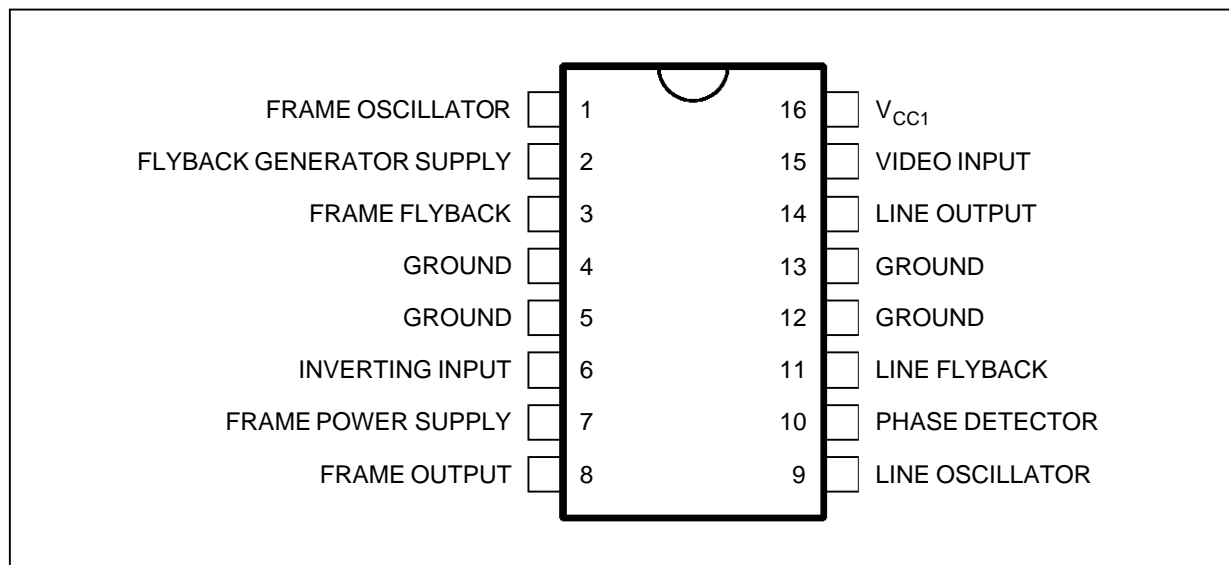 FRAME OSCILLATOR 1 16 VCC1
FLYBACK GENERATOR SUPPLY 2 15 VIDEO INPUT
FRAME FLYBACK 3 14 LINE OUTPUT
GROUND 4 13 GROUND
GROUND 5 12 GROUND
INVERTING INPUT 6 11 LINE FLYBACK
FRAME POWER SUPPLY 7 10 PHASE DETECTOR
FRAME OUTPUT 8 9 LINE OSCILLATOR